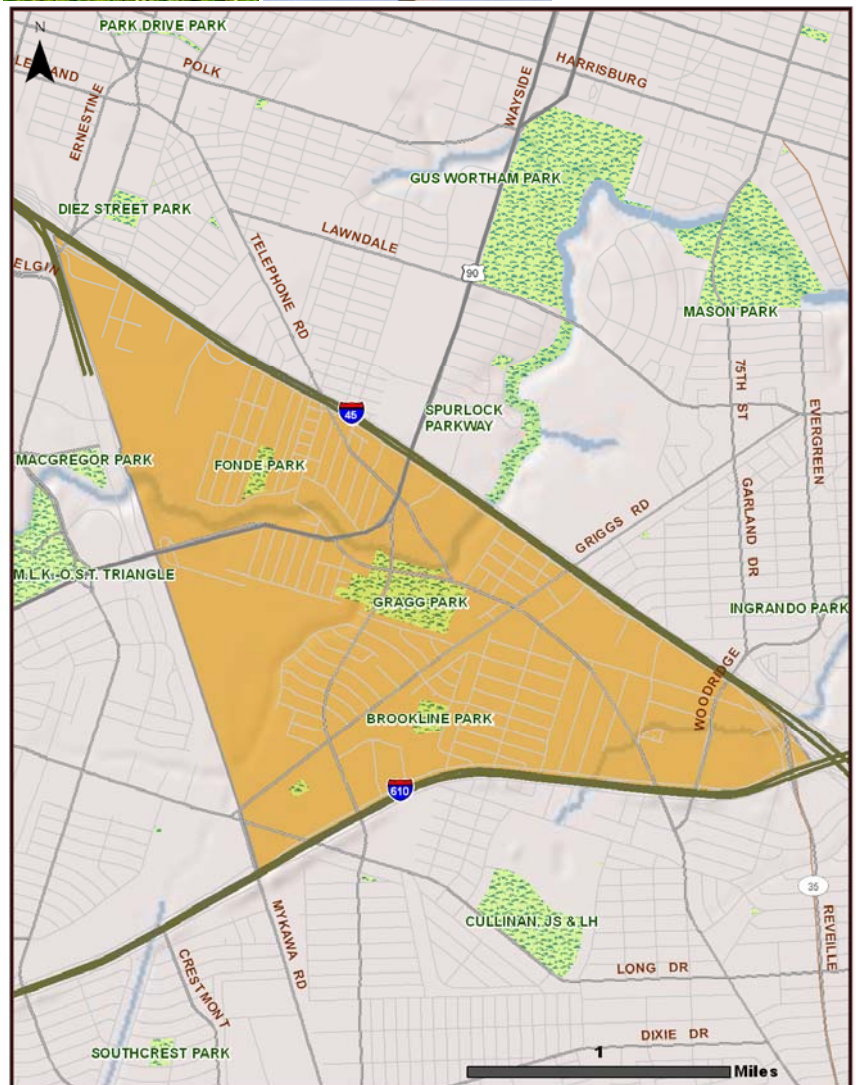 N
PARK DRIVE PARK
POLK
HARRISBURG
WAYSIDE
ERNESTINE
GUS WORTHAM PARK
DIEZ STREET PARK
LAWNDALE
TELEPHONE RD
ELGIN
90
MASON PARK
75TH ST
EVERGREEN
45
SPURLOCK
PARKWAY
MACGREGOR PARK
FONDE PARK
GRIGGS RD
GARLAND DR
M.L.K.-O.S.T. TRIANGLE
GRAGG PARK
INGRANDO PARK
WOODRIDGE
BROOKLINE PARK
610
35
CULLINAN, JS & LH
MYKAWA RD
REVEILLE
CRESTMONT
LONG DR
DIXIE DR
SOUTHCREST PARK
1
Miles